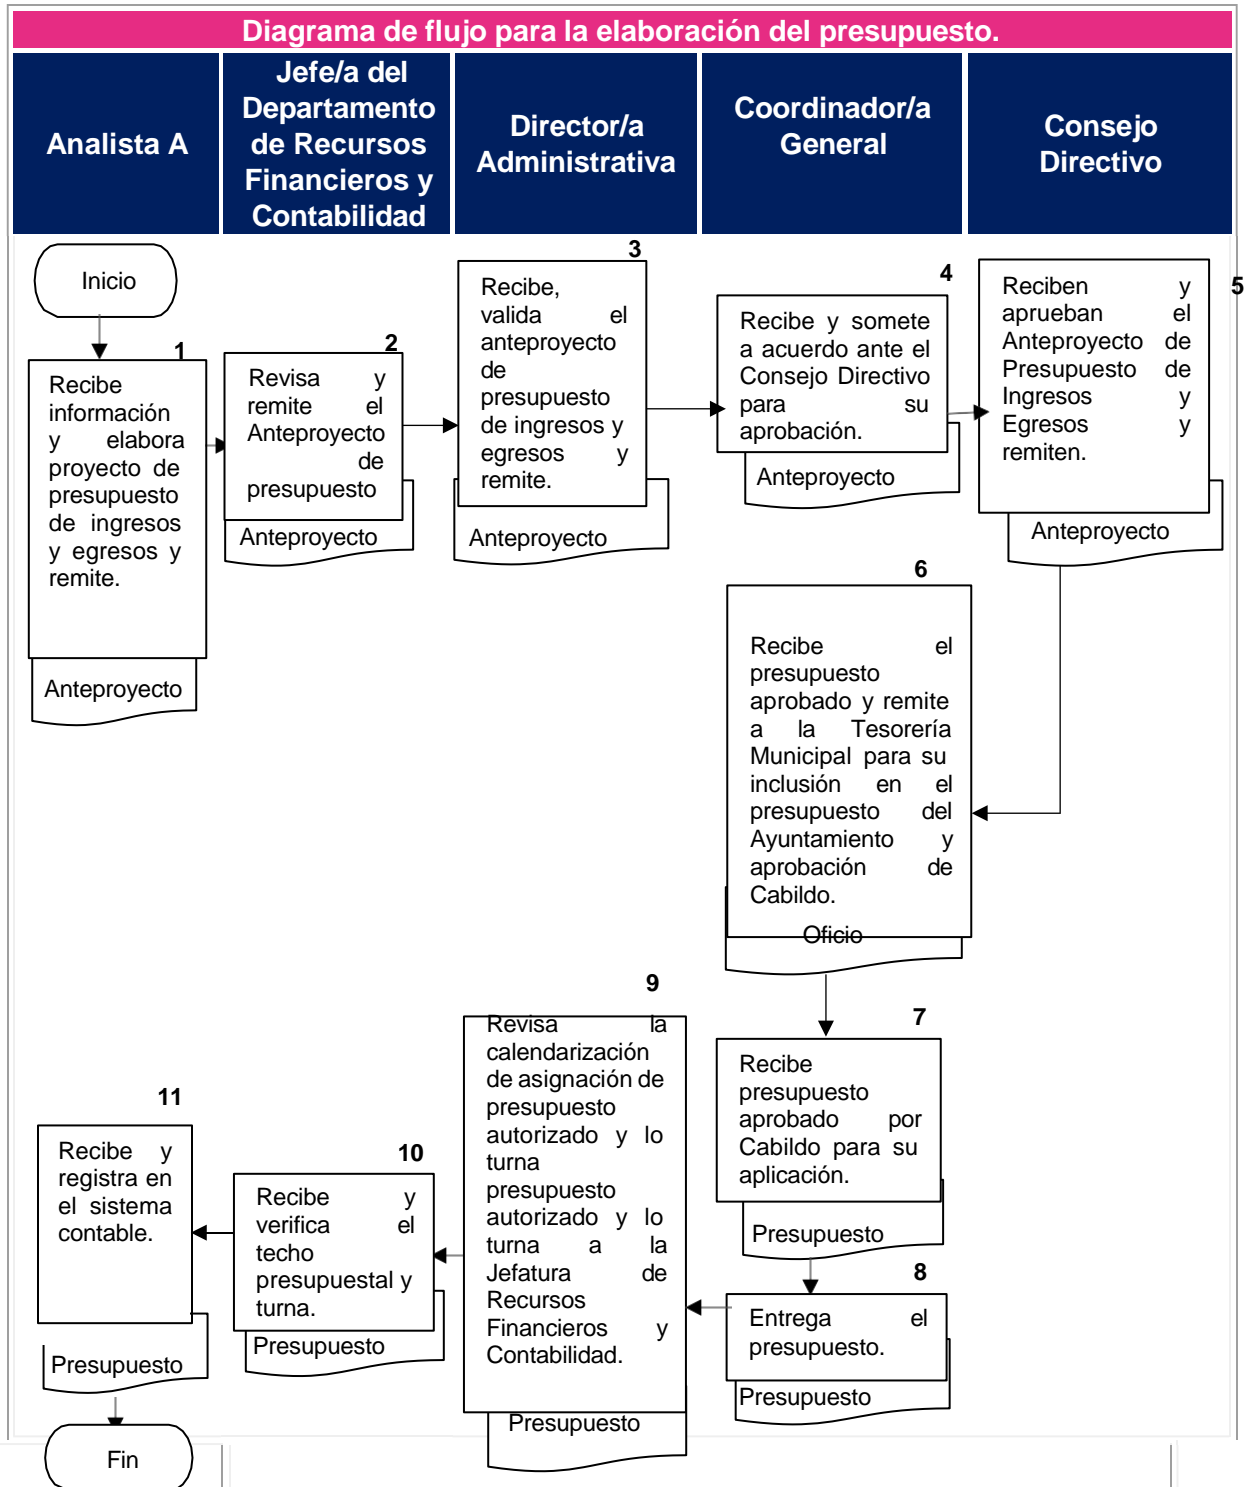 Diagrama de flujo para la elaboración del presupuesto.
Analista A
Jefe/a del
Departamento
de Recursos
Financieros y
Contabilidad
Director/a
Administrativa
Coordinador/a
General
Consejo
Directivo
Inicio
1
Recibe
información
y elabora
proyecto de
presupuesto
de ingresos
y egresos y
remite.
Anteproyecto
2
Revisa y
remite el
Anteproyecto
de
presupuesto
Anteproyecto
3
Recibe,
valida el
anteproyecto
de
presupuesto
de ingresos y
egresos y
remite.
Anteproyecto
4
Recibe y somete
a acuerdo ante el
Consejo Directivo
para su
aprobación.
Anteproyecto
5
Reciben y
aprueban el
Anteproyecto de
Presupuesto de
Ingresos y
Egresos y
remiten.
Anteproyecto
6
Recibe el
presupuesto
aprobado y remite
a la Tesorería
Municipal para su
inclusión en el
presupuesto del
Ayuntamiento y
aprobación de
Cabildo.
Oficio
7
Recibe
presupuesto
aprobado por
Cabildo para su
aplicación.
Presupuesto
8
Entrega el
presupuesto.
Presupuesto
9
Revisa la
calendarización
de asignación de
presupuesto
autorizado y lo
turna
presupuesto
autorizado y lo
turna a la
Jefatura de
Recursos
Financieros y
Contabilidad.
Presupuesto
10
Recibe y
verifica el
techo
presupuestal y
turna.
Presupuesto
11
Recibe y
registra en
el sistema
contable.
Presupuesto
Fin